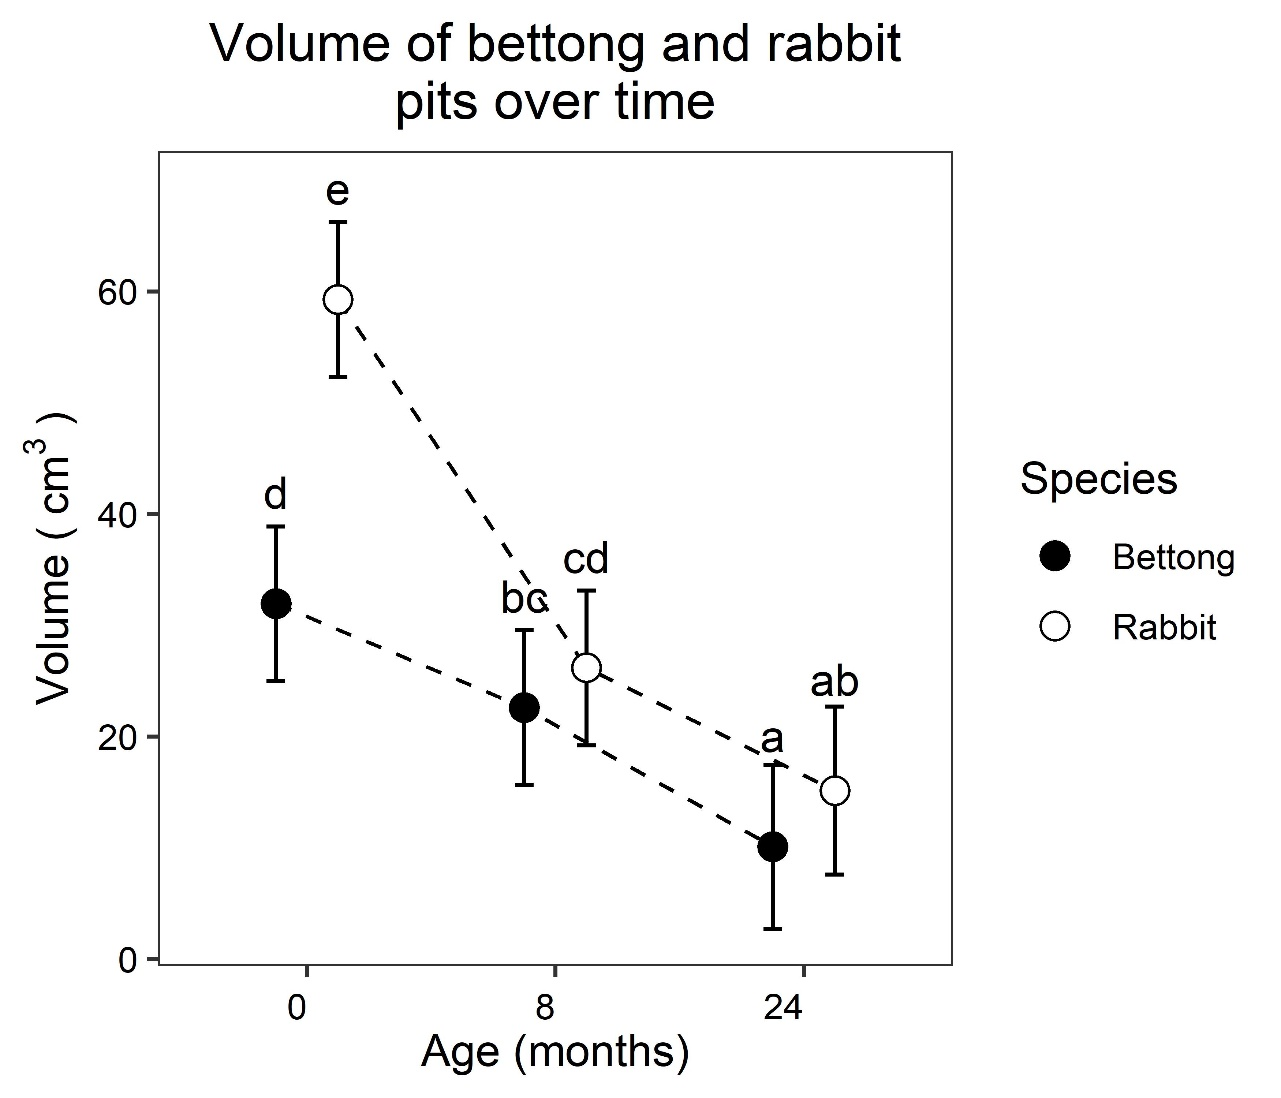 Volume of bettong and rabbit
pits over time
Volume ( cm³ )
60
40
20
0
e
d
cd
bc
ab
a
0 8 24
Age (months)
Species
Bettong
Rabbit